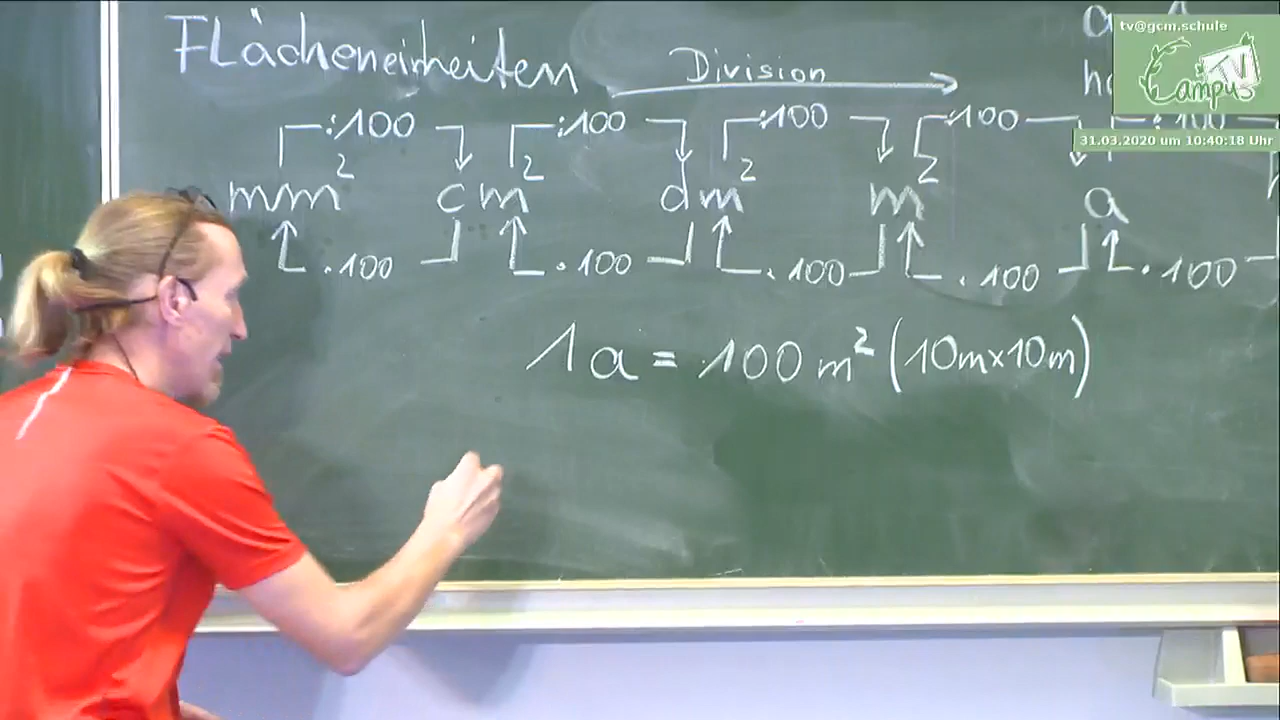 Flächeneinheiten Division a
tv@gcm.schule
Campus TV
:100 :100 :100 :100 :100
31.03.2020 um 10:40:18 Uhr
mm² cm² dm² m² a
·100 ·100 ·100 ·100 ·100
1a = 100m² (10m×10m)